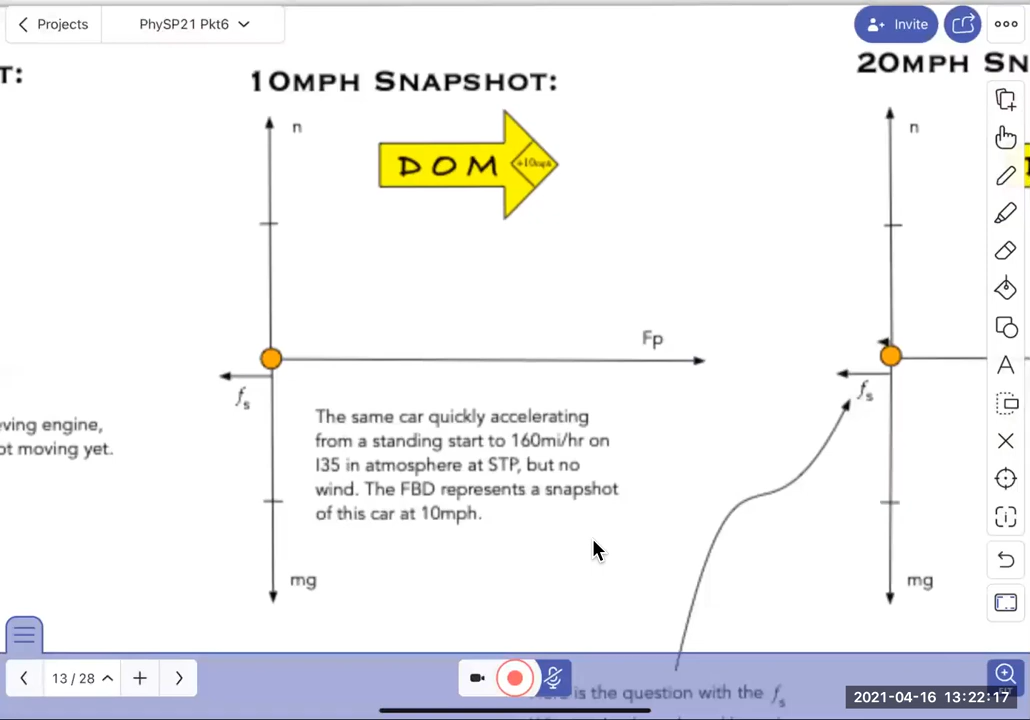 Projects
PhySP21 Pkt6
Invite
T:
10MPH SNAPSHOT:
20MPH SN
n
DOM
+10mph
n
Fp
fs
fs
ving engine,
ot moving yet.
The same car quickly accelerating
from a standing start to 160mi/hr on
I35 in atmosphere at STP, but no
wind. The FBD represents a snapshot
of this car at 10mph.
mg
mg
13 / 28
is the question with the fs
2021-04-16 13:22:17